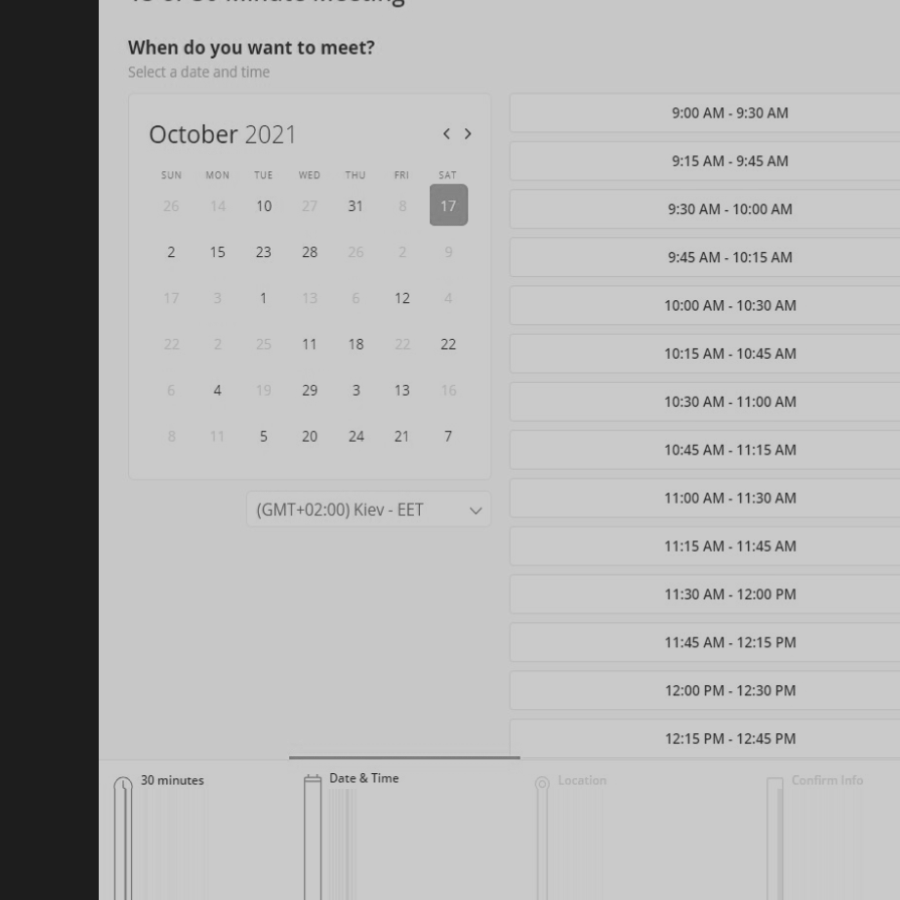 When do you want to meet?
Select a date and time
October 2021
SUN MON TUE WED THU FRI SAT
26 14 10 27 31 8 17
2 15 23 28 26 2 9
17 3 1 13 6 12 4
22 2 25 11 18 22 22
6 4 19 29 3 13 16
8 11 5 20 24 21 7
(GMT+02:00) Kiev - EET
9:00 AM - 9:30 AM
9:15 AM - 9:45 AM
9:30 AM - 10:00 AM
9:45 AM - 10:15 AM
10:00 AM - 10:30 AM
10:15 AM - 10:45 AM
10:30 AM - 11:00 AM
10:45 AM - 11:15 AM
11:00 AM - 11:30 AM
11:15 AM - 11:45 AM
11:30 AM - 12:00 PM
11:45 AM - 12:15 PM
12:00 PM - 12:30 PM
12:15 PM - 12:45 PM
30 minutes
Date & Time
Location
Confirm Info